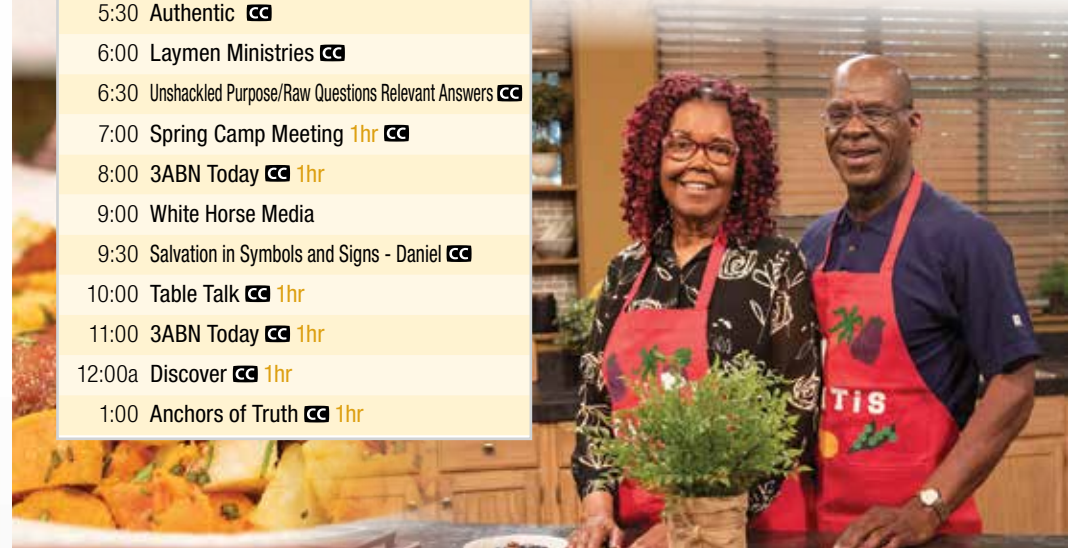 5:30 Authentic CC
6:00 Laymen Ministries CC
6:30 Unshackled Purpose/Raw Questions Relevant Answers CC
7:00 Spring Camp Meeting 1hr CC
8:00 3ABN Today CC 1hr
9:00 White Horse Media
9:30 Salvation in Symbols and Signs - Daniel CC
10:00 Table Talk CC 1hr
11:00 3ABN Today CC 1hr
12:00a Discover CC 1hr
1:00 Anchors of Truth CC 1hr
TiS